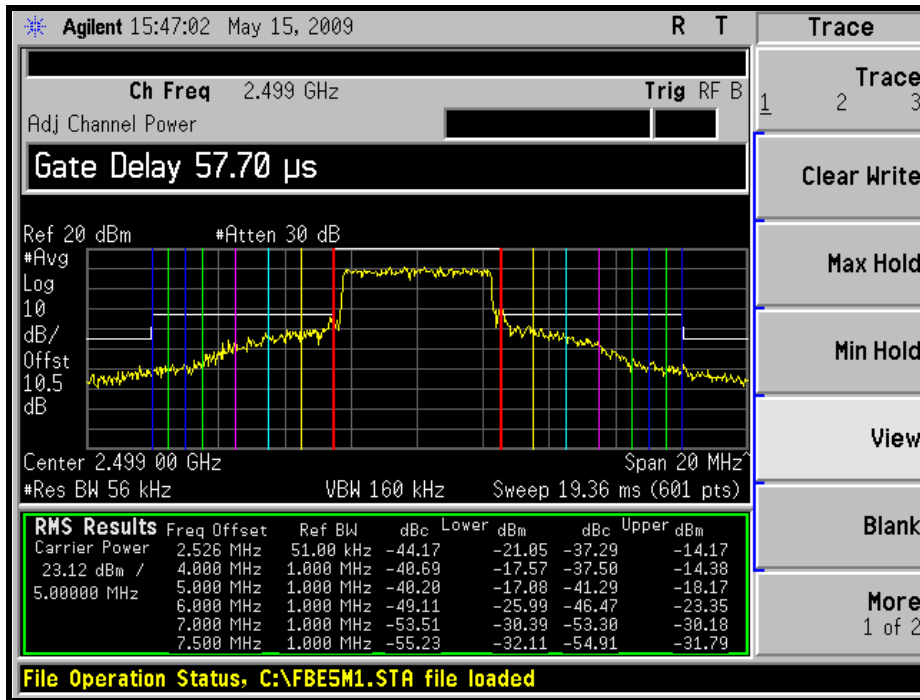 Agilent 15:47:02 May 15, 2009 R T
Trace
Ch Freq 2.499 GHz Trig RF B
Adj Channel Power
Gate Delay 57.70 µs
Ref 20 dBm #Atten 30 dB
#Avg
Log
10
dB/
Offst
10.5
dB
Center 2.499 00 GHz Span 20 MHz^
#Res BW 56 kHz VBW 160 kHz Sweep 19.36 ms (601 pts)
RMS Results Freq Offset Ref BW dBc Lower dBm dBc Upper dBm
Carrier Power 2.526 MHz 51.00 kHz -44.17 -21.05 -37.29 -14.17
23.12 dBm / 4.000 MHz 1.000 MHz -40.69 -17.57 -37.50 -14.38
5.00000 MHz 5.000 MHz 1.000 MHz -40.20 -17.08 -41.29 -18.17
6.000 MHz 1.000 MHz -49.11 -25.99 -46.47 -23.35
7.000 MHz 1.000 MHz -53.51 -30.39 -53.30 -30.18
7.500 MHz 1.000 MHz -55.23 -32.11 -54.91 -31.79
File Operation Status, C:\FBE5M1.STA file loaded
Trace
1 2 3
Clear Write
Max Hold
Min Hold
View
Blank
More
1 of 2